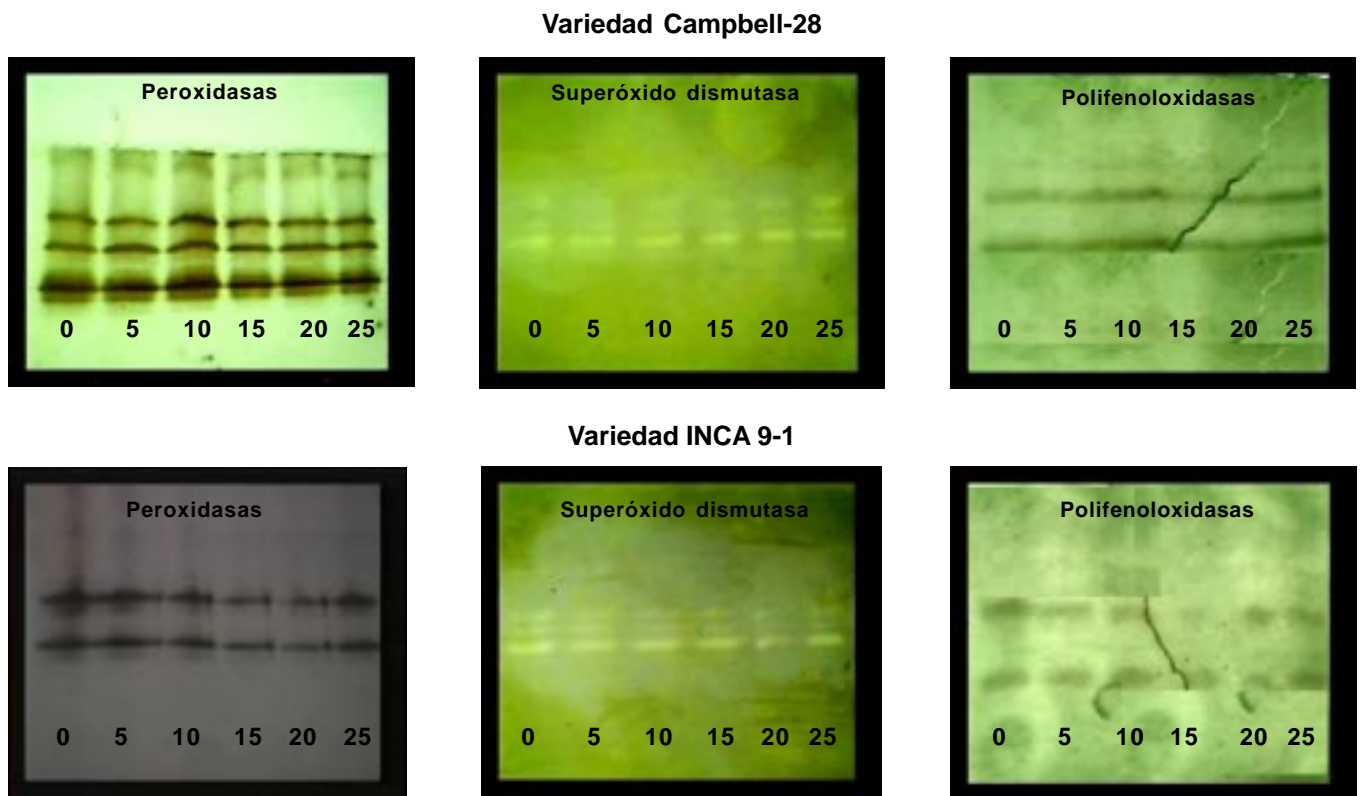 Variedad Campbell-28
Peroxidasas
0 5 10 15 20 25
Superóxido dismutasa
0 5 10 15 20 25
Polifenoloxidasas
0 5 10 15 20 25
Variedad INCA 9-1
Peroxidasas
0 5 10 15 20 25
Superóxido dismutasa
0 5 10 15 20 25
Polifenoloxidasas
0 5 10 15 20 25